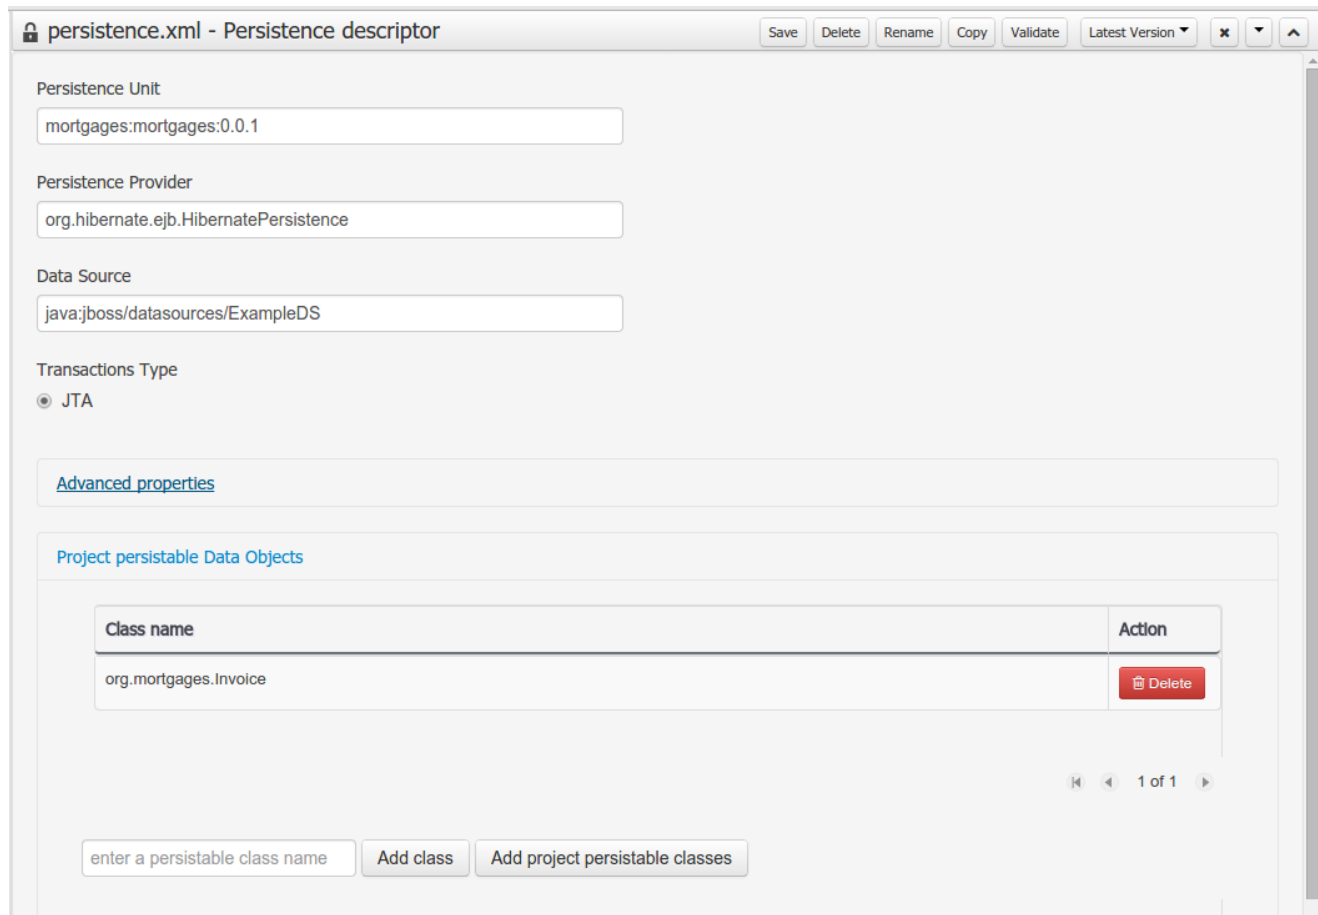 persistence.xml - Persistence descriptor
Save Delete Rename Copy Validate Latest Version
Persistence Unit
mortgages:mortgages:0.0.1
Persistence Provider
org.hibernate.ejb.HibernatePersistence
Data Source
java:jboss/datasources/ExampleDS
Transactions Type
JTA
Advanced properties
Project persistable Data Objects
Class name Action
org.mortgages.Invoice Delete
1 of 1
enter a persistable class name Add class Add project persistable classes